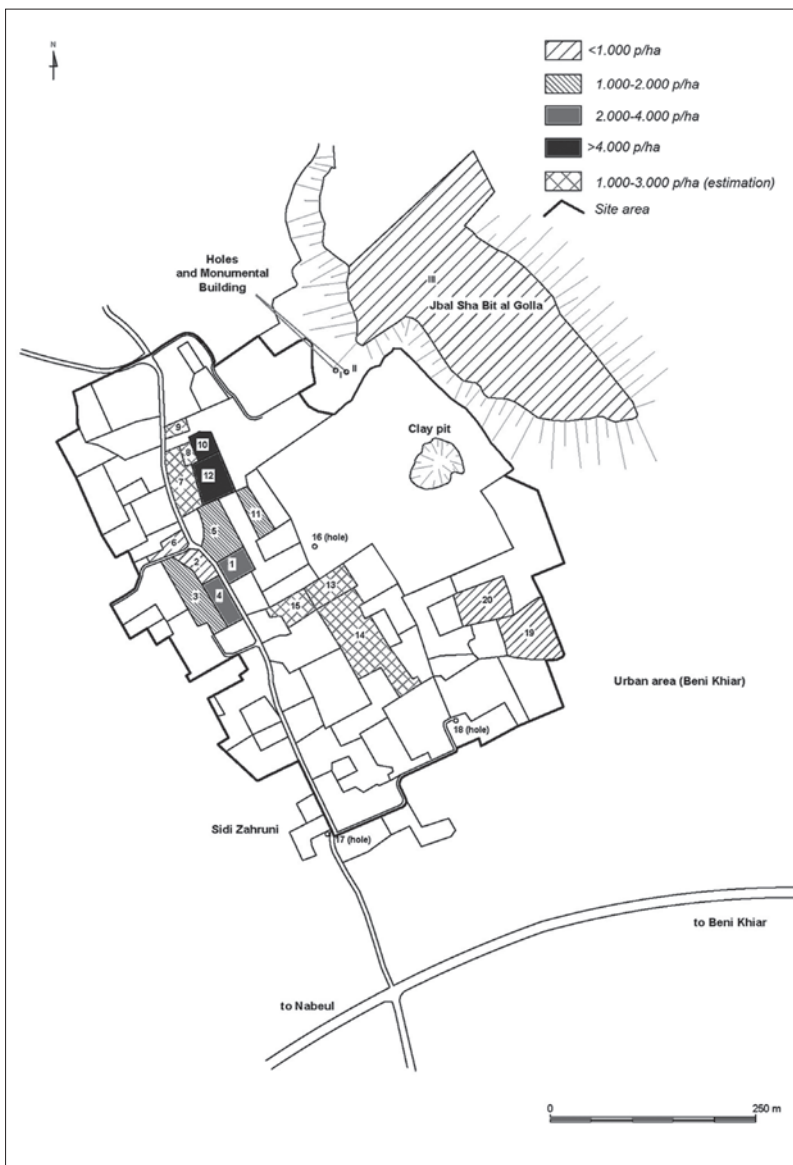 N
<1.000 p/ha
1.000-2.000 p/ha
2.000-4.000 p/ha
>4.000 p/ha
1.000-3.000 p/ha (estimation)
Site area
Holes
and Monumental
Building
III
Jbal Sha Bit al Golla
I
II
Clay pit
9
10
8
12
7
11
5
16 (hole)
6
2
1
3
4
13
15
14
20
19
Urban area (Beni Khiar)
18 (hole)
Sidi Zahruni
17 (hole)
to Beni Khiar
to Nabeul
0
250 m